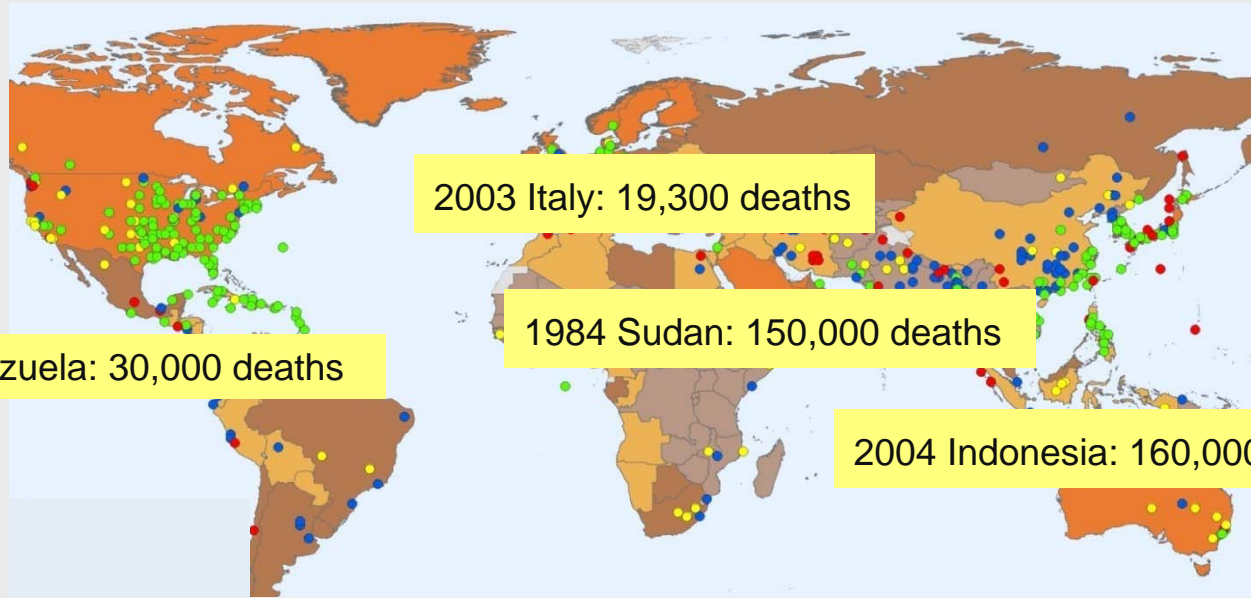 2003 Italy: 19,300 deaths
1984 Sudan: 150,000 deaths
zuela: 30,000 deaths
2004 Indonesia: 160,000